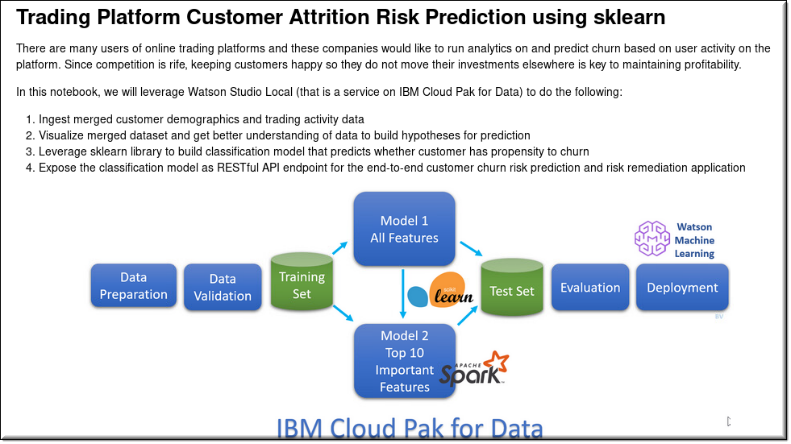 Trading Platform Customer Attrition Risk Prediction using sklearn
There are many users of online trading platforms and these companies would like to run analytics on and predict churn based on user activity on the
platform. Since competition is rife, keeping customers happy so they do not move their investments elsewhere is key to maintaining profitability.
In this notebook, we will leverage Watson Studio Local (that is a service on IBM Cloud Pak for Data) to do the following:
1. Ingest merged customer demographics and trading activity data
2. Visualize merged dataset and get better understanding of data to build hypotheses for prediction
3. Leverage sklearn library to build classification model that predicts whether customer has propensity to churn
4. Expose the classification model as RESTful API endpoint for the end-to-end customer churn risk prediction and risk remediation application
Model 1
All Features
Watson
Machine
Learning
Data
Preparation
Data
Validation
Training
Set
learn
Test Set
Evaluation
Deployment
Model 2
Top 10
Important
Features
APACHE
Spark
IBM Cloud Pak for Data